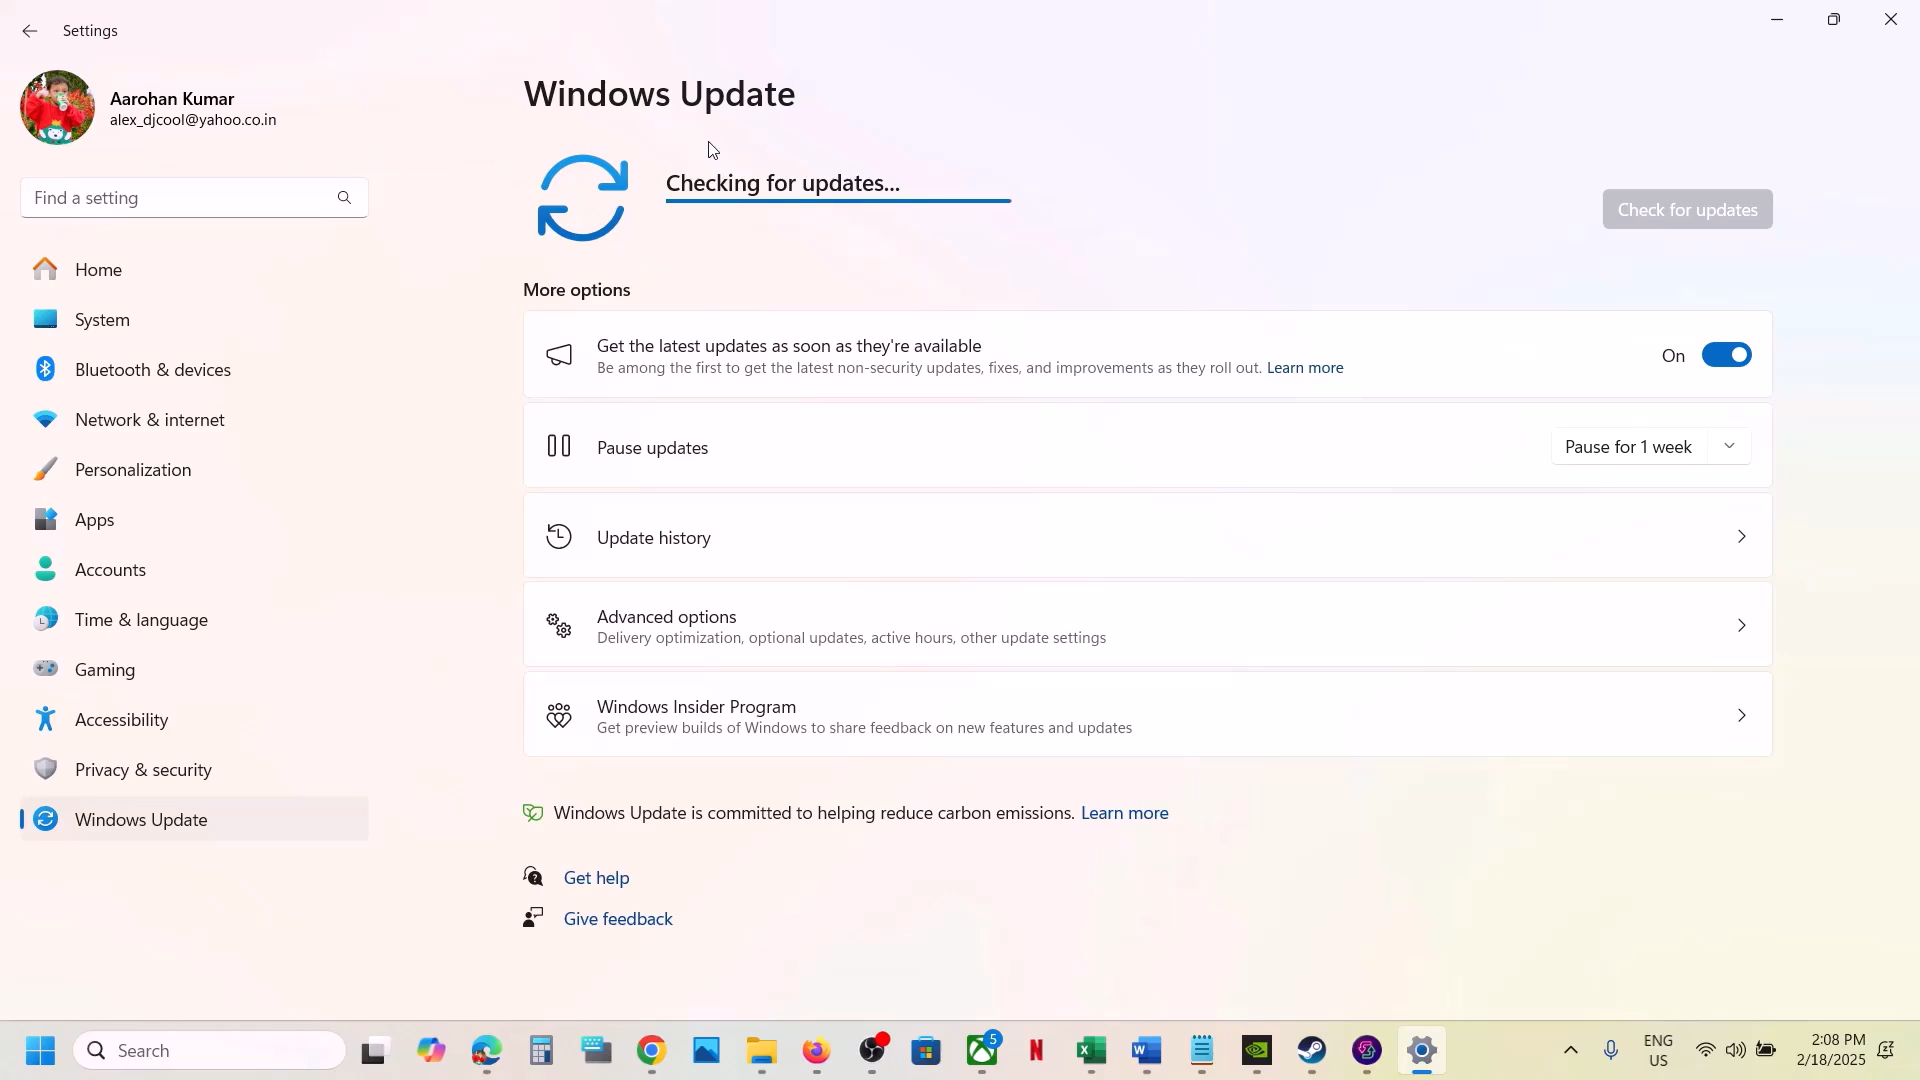 Settings
Aarohan Kumar
alex_djcool@yahoo.co.in
Find a setting
Home
System
Bluetooth & devices
Network & internet
Personalization
Apps
Accounts
Time & language
Gaming
Accessibility
Privacy & security
Windows Update
Windows Update
Checking for updates...
Check for updates
More options
Get the latest updates as soon as they're available
Be among the first to get the latest non-security updates, fixes, and improvements as they roll out. Learn more
On
Pause updates
Pause for 1 week
Update history
Advanced options
Delivery optimization, optional updates, active hours, other update settings
Windows Insider Program
Get preview builds of Windows to share feedback on new features and updates
Windows Update is committed to helping reduce carbon emissions. Learn more
Get help
Give feedback
Search
5
ENG
US
2:08 PM
2/18/2025